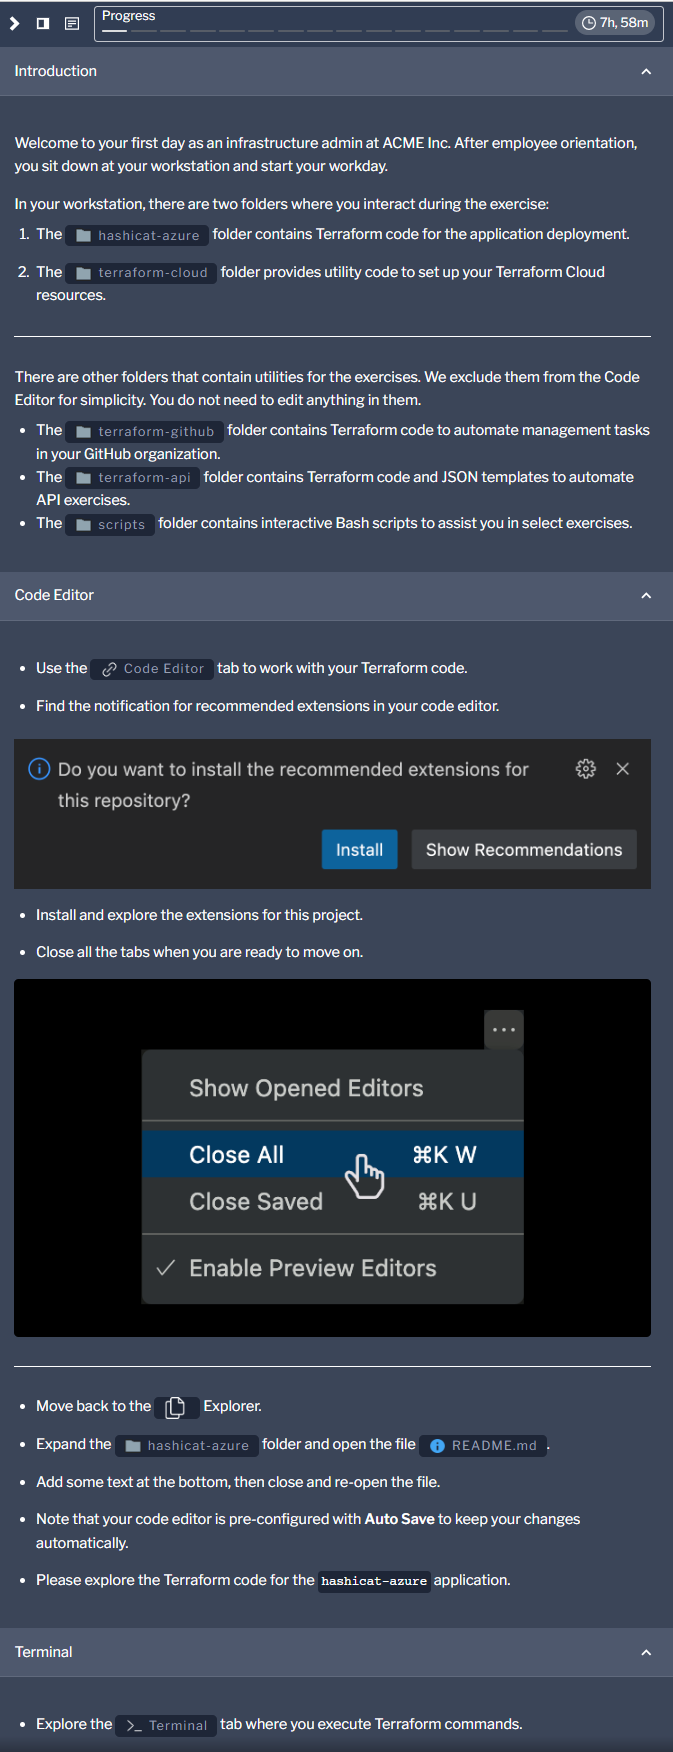 Progress
7h, 58m
Introduction
Welcome to your first day as an infrastructure admin at ACME Inc. After employee orientation,
you sit down at your workstation and start your workday.
In your workstation, there are two folders where you interact during the exercise:
1. The hashicat-azure folder contains Terraform code for the application deployment.
2. The terraform-cloud folder provides utility code to set up your Terraform Cloud
resources.
There are other folders that contain utilities for the exercises. We exclude them from the Code
Editor for simplicity. You do not need to edit anything in them.
• The terraform-github folder contains Terraform code to automate management tasks
in your GitHub organization.
• The terraform-api folder contains Terraform code and JSON templates to automate
API exercises.
• The scripts folder contains interactive Bash scripts to assist you in select exercises.
Code Editor
• Use the Code Editor tab to work with your Terraform code.
• Find the notification for recommended extensions in your code editor.
Do you want to install the recommended extensions for
this repository?
Install Show Recommendations
• Install and explore the extensions for this project.
• Close all the tabs when you are ready to move on.
···
Show Opened Editors
Close All ⌘K W
Close Saved ⌘K U
✓ Enable Preview Editors
• Move back to the Explorer.
• Expand the hashicat-azure folder and open the file README.md .
• Add some text at the bottom, then close and re-open the file.
• Note that your code editor is pre-configured with Auto Save to keep your changes
automatically.
• Please explore the Terraform code for the hashicat-azure application.
Terminal
• Explore the >_ Terminal tab where you execute Terraform commands.